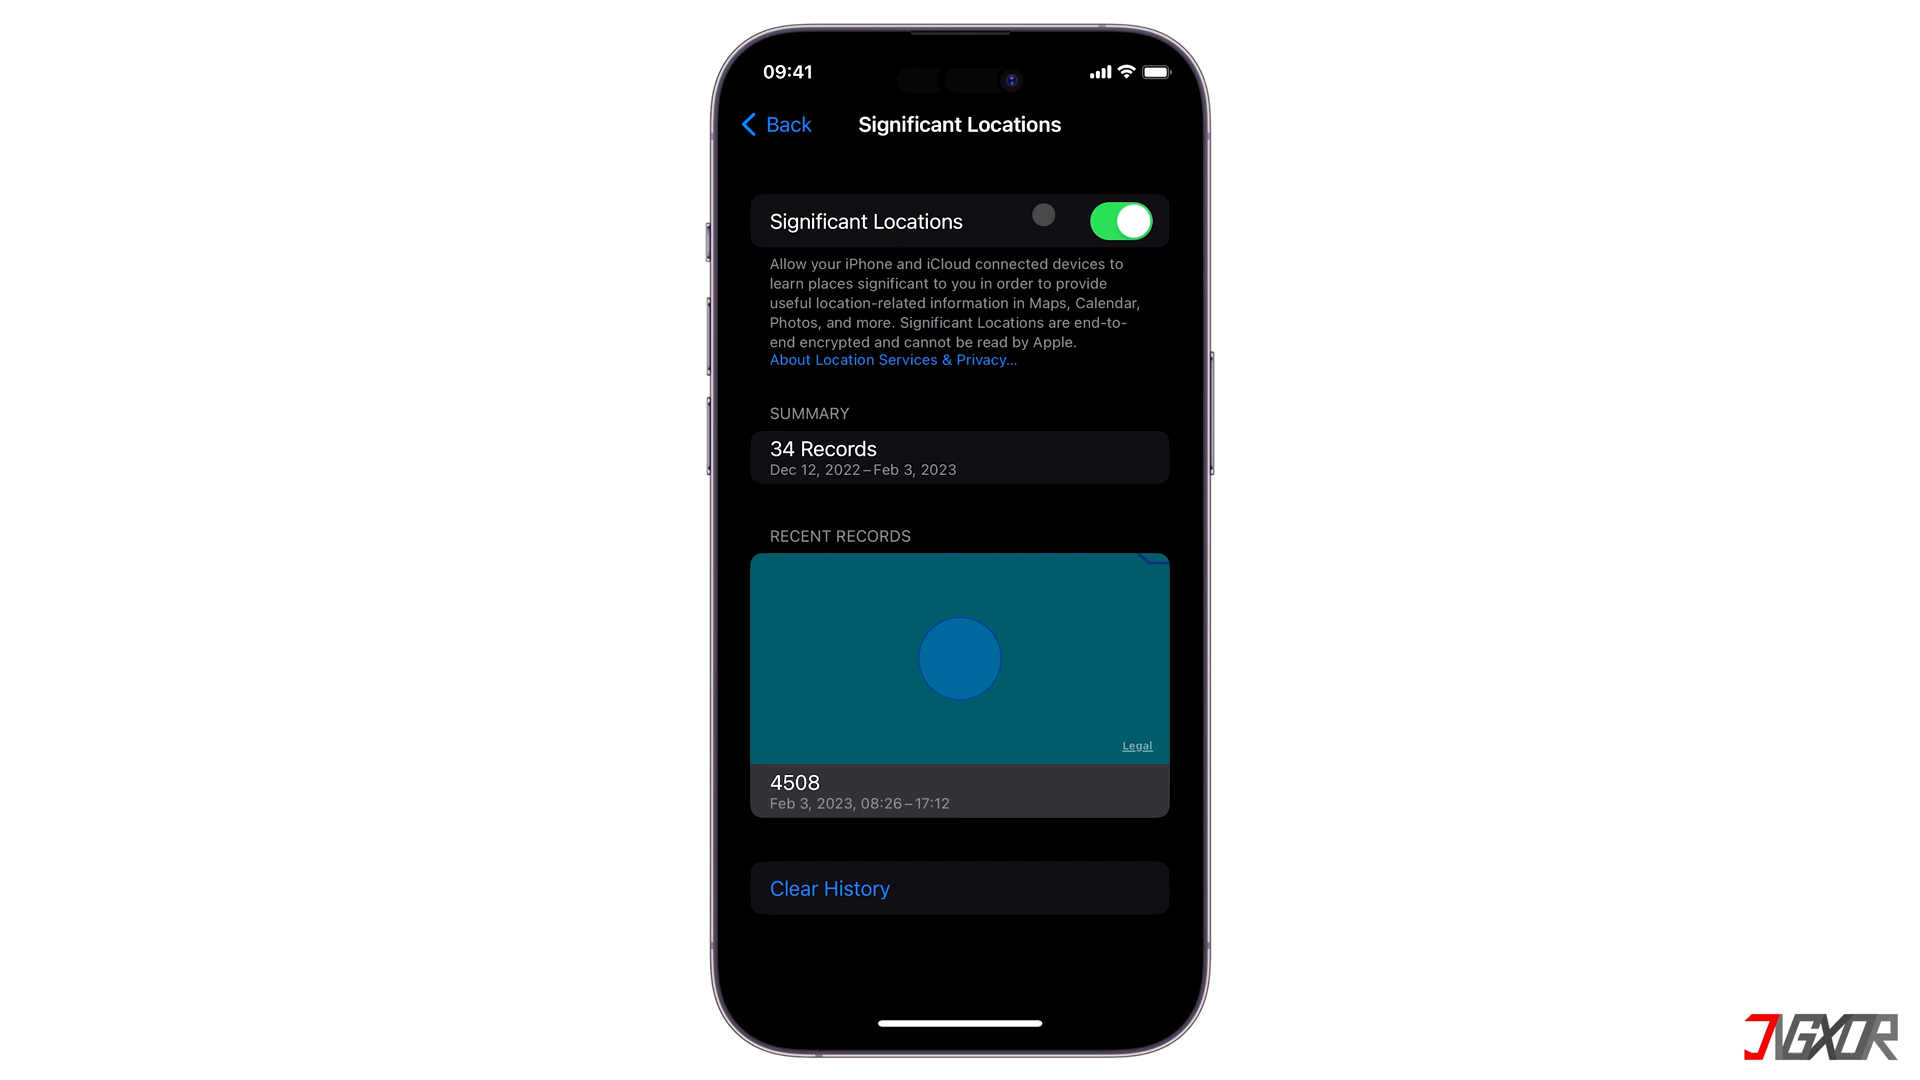 09:41
Back
Significant Locations
Significant Locations
Allow your iPhone and iCloud connected devices to
learn places significant to you in order to provide
useful location-related information in Maps, Calendar,
Photos, and more. Significant Locations are end-to-
end encrypted and cannot be read by Apple.
About Location Services & Privacy...
SUMMARY
34 Records
Dec 12, 2022 – Feb 3, 2023
RECENT RECORDS
Legal
4508
Feb 3, 2023, 08:26 – 17:12
Clear History
JVGXOR